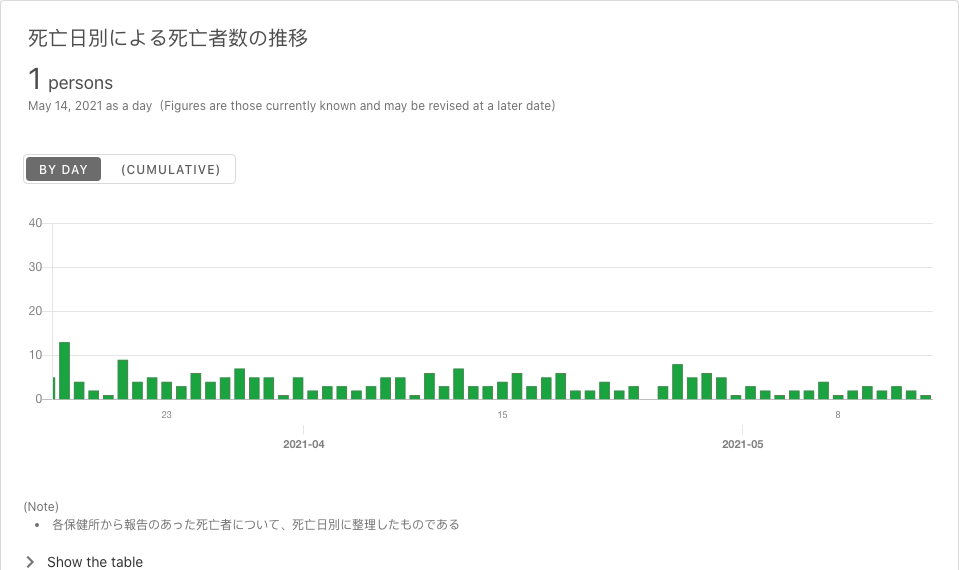 死亡日別による死亡者数の推移
1 persons
May 14, 2021 as a day（Figures are those currently known and may be revised at a later date）
BY DAY (CUMULATIVE)
40
30
20
10
0
23 15 8
2021-04 2021-05
(Note)
• 各保健所から報告のあった死亡者について、死亡日別に整理したものである
Show the table